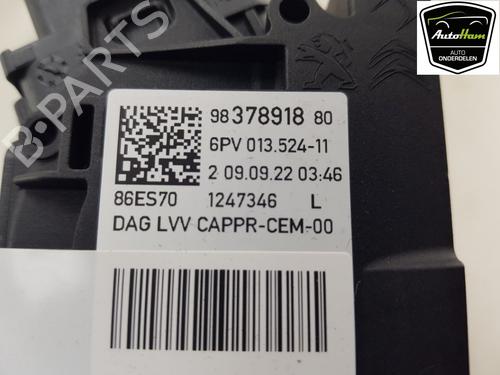 AutoHam
AUTO
ONDERDELEN
B-PARTS
98 378918 80
6PV 013.524-11
2 09.09.22 03:46
86ES70 1247346 L
DAG LVV CAPPR-CEM-00